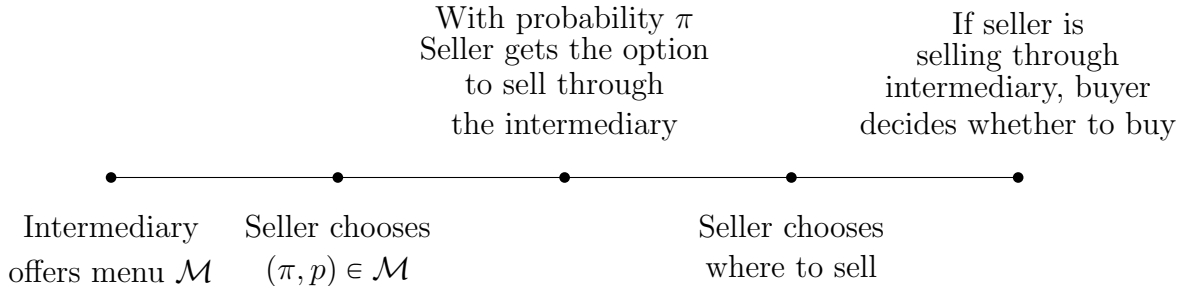 With probability π
Seller gets the option
to sell through
the intermediary
If seller is
selling through
intermediary, buyer
decides whether to buy
Intermediary
offers menu ℳ
Seller chooses
(π, p) ∈ ℳ
Seller chooses
where to sell